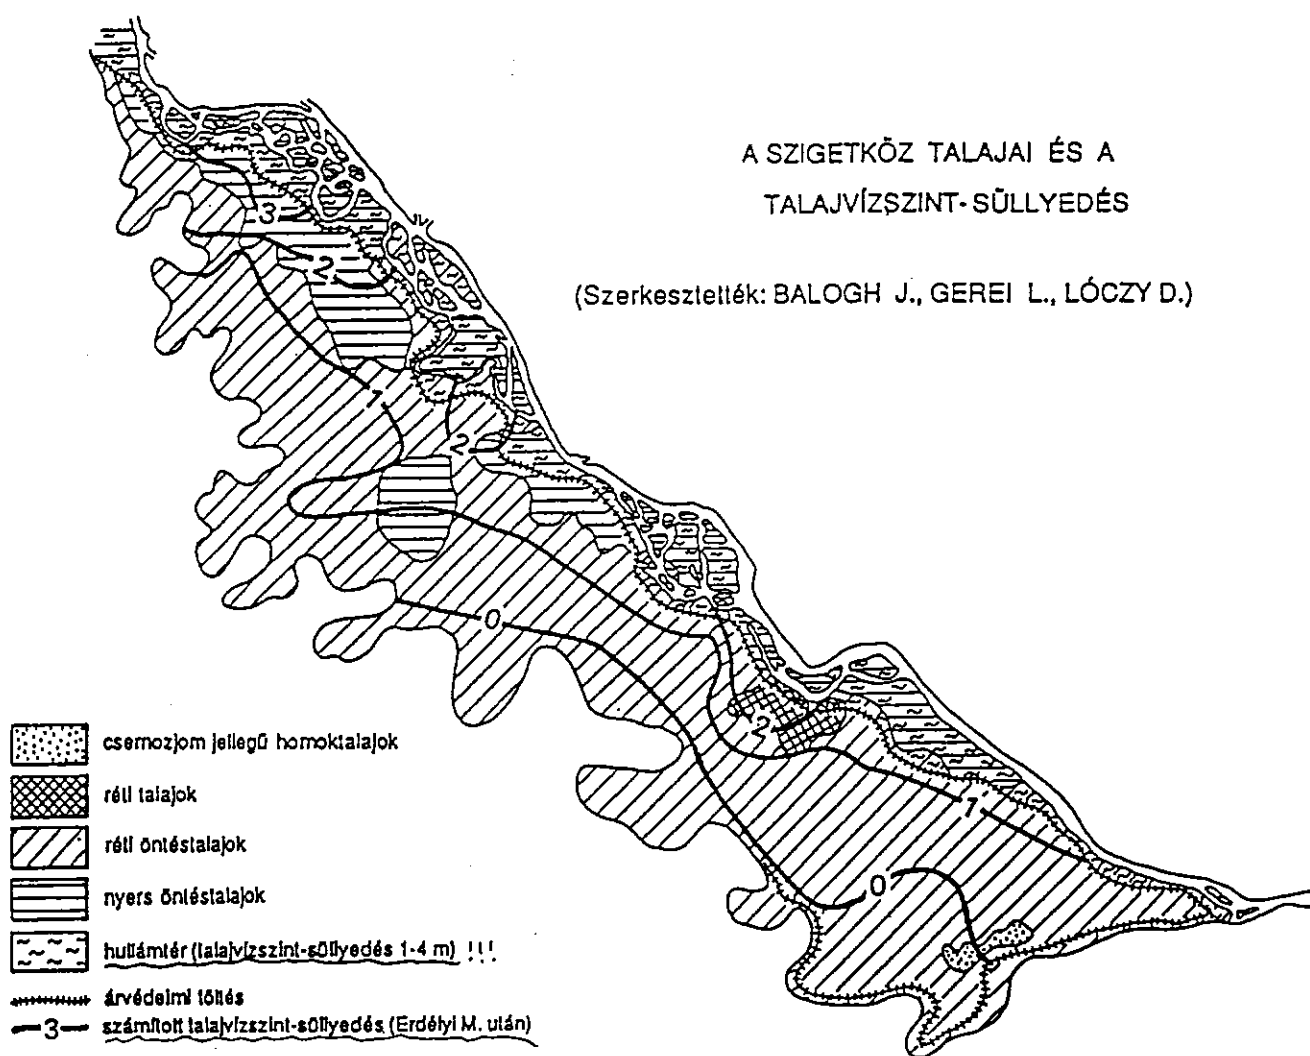 A SZIGETKÖZ TALAJAI ÉS A
TALAJVÍZSZINT-SÜLLYEDÉS
(Szerkesztették: BALOGH J., GEREI L., LÓCZY D.)
3
2
1
2
0
2
1
0
csernozjom jellegű homoktalajok
réti talajok
réti öntéstalajok
nyers öntéstalajok
hullámtér (talajvízszint-süllyedés 1-4 m) !!!
árvédelmi töltés
3 számított talajvízszint-süllyedés (Erdélyi M. után)